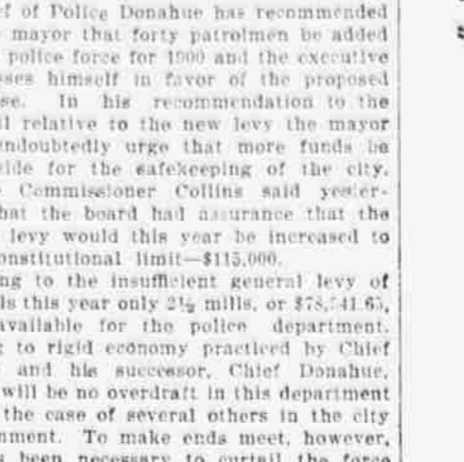 f of Police Donahue has recommended
mayor that forty patrolmen be added
police force for 1900 and the executive
ses himself in favor of the proposed
se. In his recommendation to the
il relative to the new levy the mayor
undoubtedly urge that more funds be
ide for the safekeeping of the city.
Commissioner Collins said yester-
hat the board had assurance that the
levy would this year be increased to
onstitutional limit—$115,000.
ng to the insufficient general levy of
ls this year only 2½ mills, or $78,541.65,
available for the police department.
g to rigid economy practiced by Chief
and his successor, Chief Donahue,
will be no overdraft in this department
the case of several others in the city
nment. To make ends meet, however,
s been necessary to curtail the force